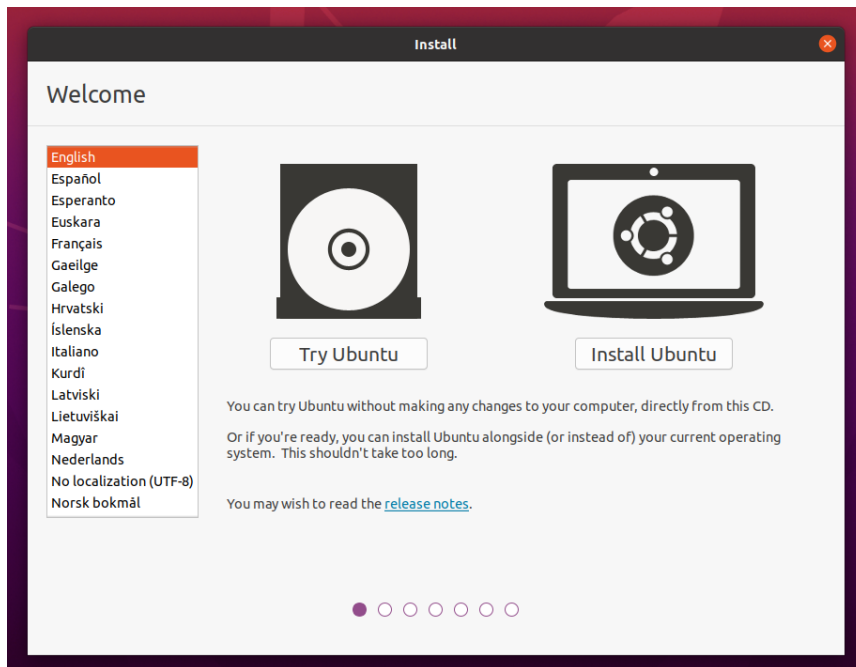 Install
Welcome
English
Español
Esperanto
Euskara
Français
Gaeilge
Galego
Hrvatski
Íslenska
Italiano
Kurdî
Latviski
Lietuviškai
Magyar
Nederlands
No localization (UTF-8)
Norsk bokmål
Try Ubuntu
Install Ubuntu
You can try Ubuntu without making any changes to your computer, directly from this CD.
Or if you're ready, you can install Ubuntu alongside (or instead of) your current operating
system. This shouldn't take too long.
You may wish to read the release notes.